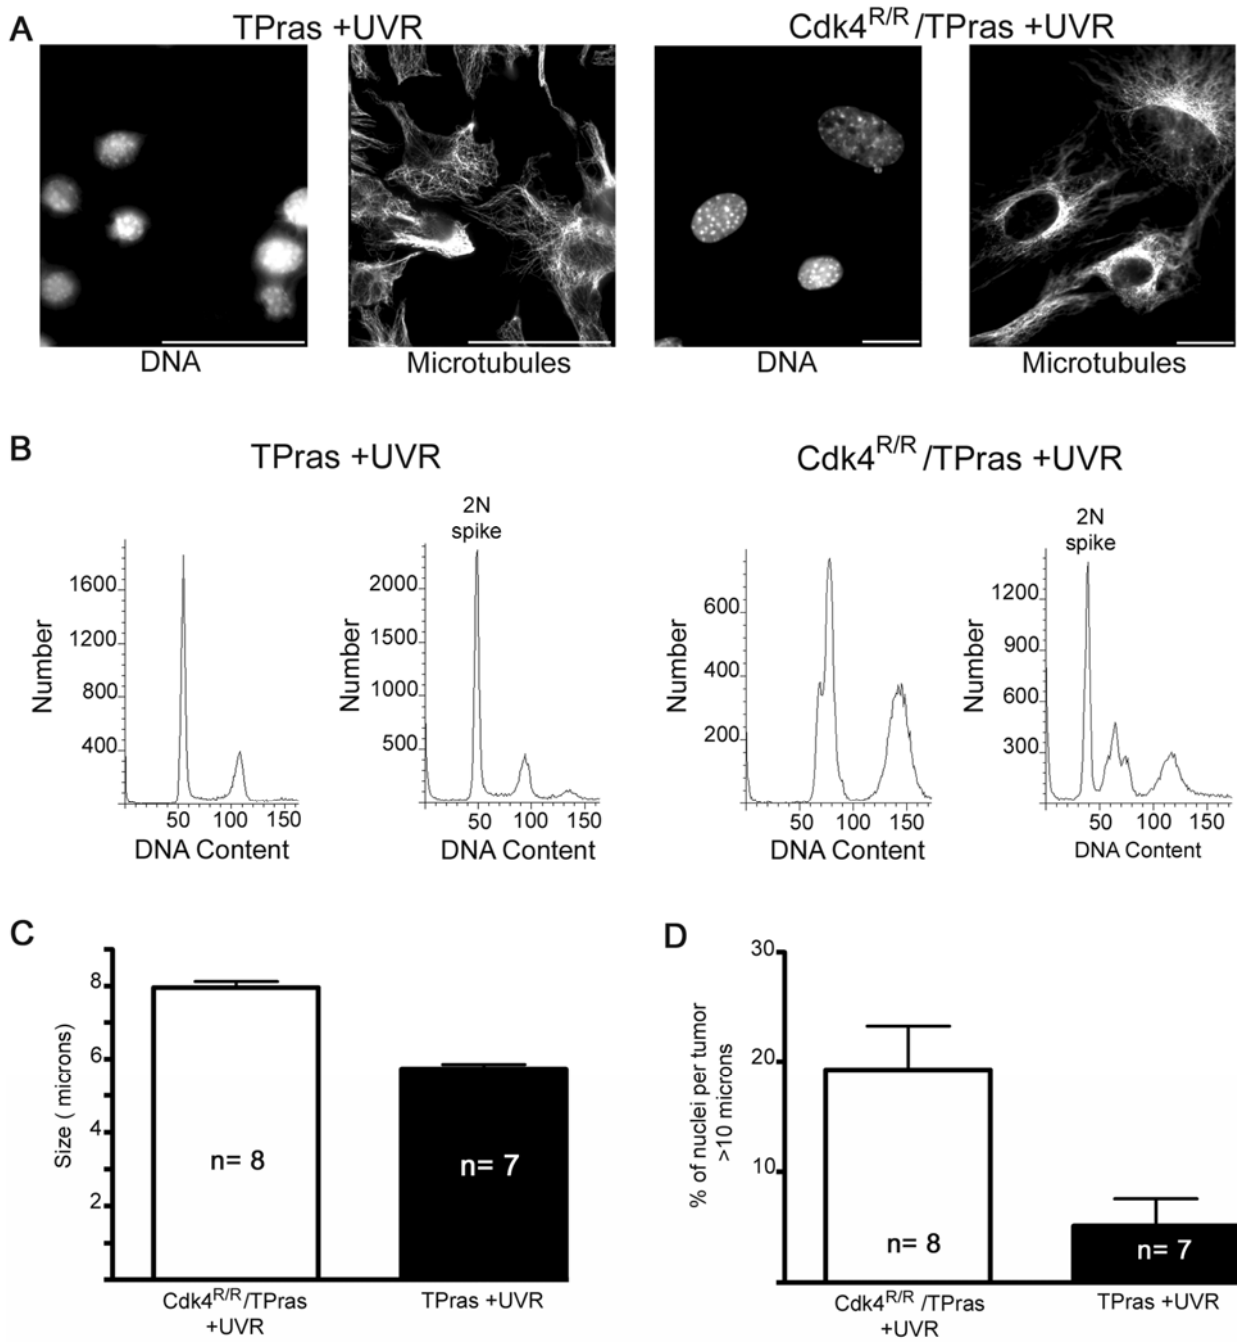 A
TPras +UVR
Cdk4R/R/TPras +UVR
DNA
Microtubules
DNA
Microtubules
B
TPras +UVR
Cdk4R/R/TPras +UVR
Number
1600
1200
800
400
50 100 150
DNA Content
2N
spike
Number
2000
1500
1000
500
50 100 150
DNA Content
Number
600
400
200
50 100 150
DNA Content
2N
spike
Number
1200
900
600
300
50 100 150
DNA Content
C
Size ( microns)
8
6
4
2
n= 8
n= 7
Cdk4R/R/TPras
+UVR
TPras +UVR
D
% of nuclei per tumor
>10 microns
30
20
10
n= 8
n= 7
Cdk4R/R/TPras
+UVR
TPras +UVR